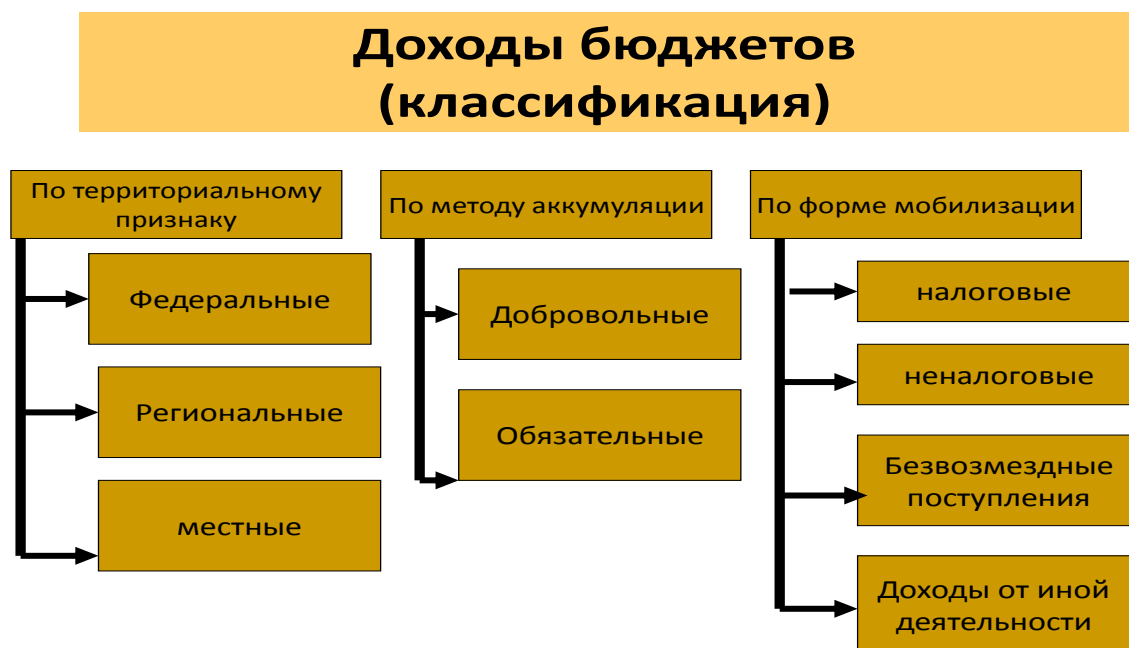 Доходы бюджетов
(классификация)
По территориальному
признаку
Федеральные
Региональные
местные
По методу аккумуляции
Добровольные
Обязательные
По форме мобилизации
налоговые
неналоговые
Безвозмездные
поступления
Доходы от иной
деятельности